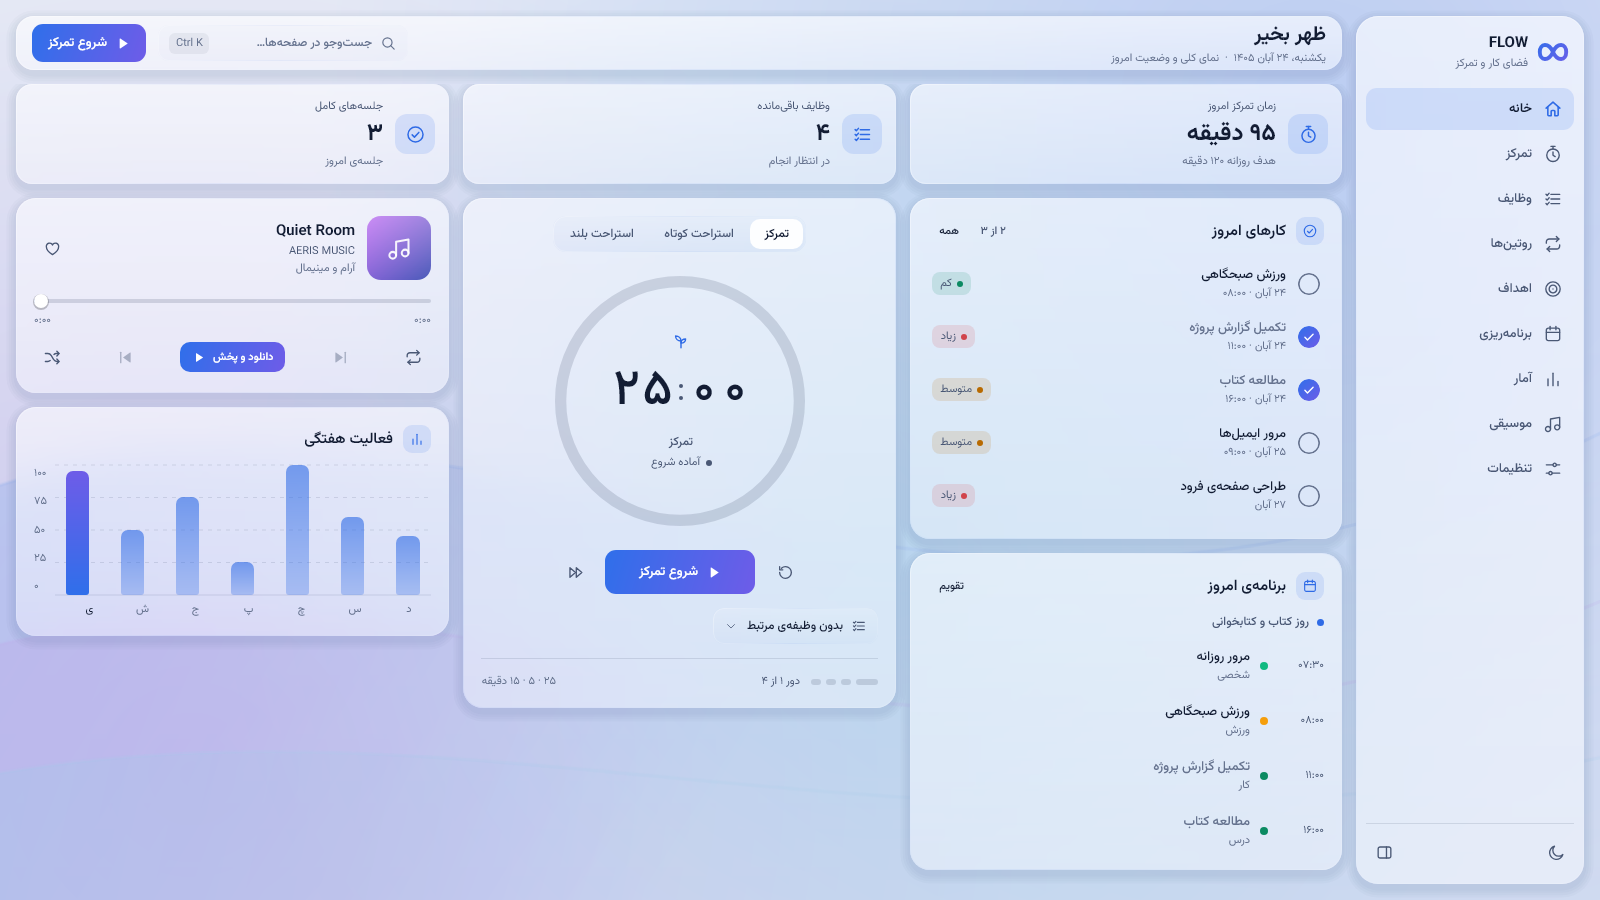 FLOW
فضای کار و تمرکز
خانه
تمرکز
وظایف
روتین‌ها
اهداف
برنامه‌ریزی
آمار
موسیقی
تنظیمات
ظهر بخیر
یکشنبه، ۲۴ آبان ۱۴۰۵ · نمای کلی و وضعیت امروز
جست‌وجو در صفحه‌ها...
Ctrl K
شروع تمرکز
زمان تمرکز امروز
۹۵ دقیقه
هدف روزانه ۱۲۰ دقیقه
وظایف باقی‌مانده
۴
در انتظار انجام
جلسه‌های کامل
۳
جلسه‌ی امروز
کارهای امروز
۲ از ۳
همه
ورزش صبحگاهی
۲۴ آبان · ۰۸:۰۰
کم
تکمیل گزارش پروژه
۲۴ آبان · ۱۱:۰۰
زیاد
مطالعه کتاب
۲۴ آبان · ۱۶:۰۰
متوسط
مرور ایمیل‌ها
۲۵ آبان · ۰۹:۰۰
متوسط
طراحی صفحه‌ی فرود
۲۷ آبان
زیاد
برنامه‌ی امروز
تقویم
روز کتاب و کتابخوانی
۰۷:۳۰
مرور روزانه
شخصی
۰۸:۰۰
ورزش صبحگاهی
ورزش
۱۱:۰۰
تکمیل گزارش پروژه
کار
۱۶:۰۰
مطالعه کتاب
درس
تمرکز
استراحت کوتاه
استراحت بلند
۲۵:۰۰
تمرکز
آماده شروع
شروع تمرکز
بدون وظیفه‌ی مرتبط
دور ۱ از ۴
۲۵ · ۵ · ۱۵ دقیقه
Quiet Room
AERIS MUSIC
آرام و مینیمال
۰:۰۰
۰:۰۰
دانلود و پخش
فعالیت هفتگی
۱۰۰
۷۵
۵۰
۲۵
۰
د
س
چ
پ
ج
ش
ی